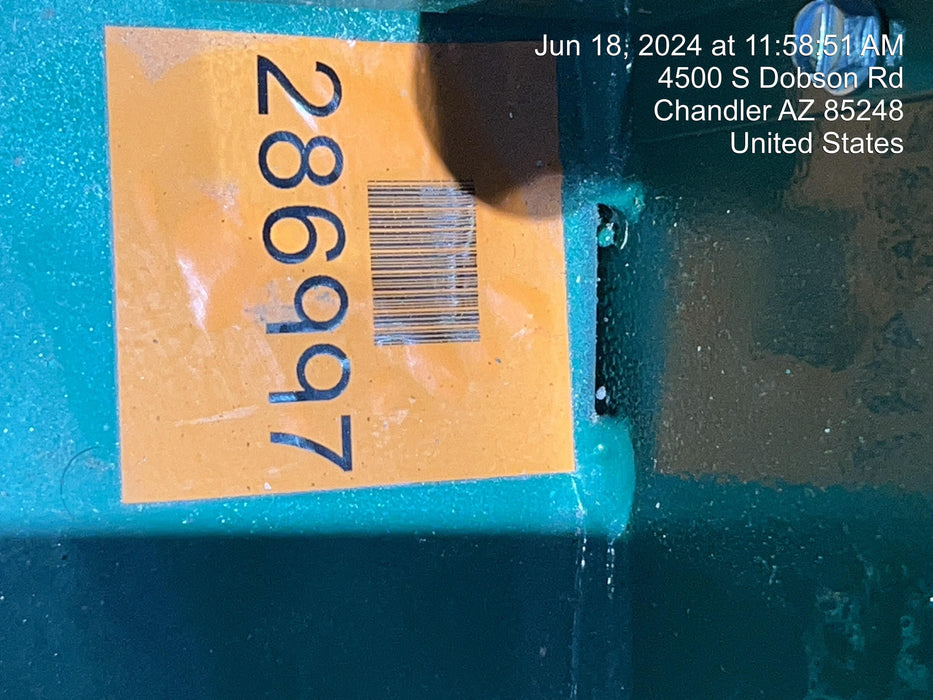 Jun 18, 2024 at 11:58:51 AM
4500 S Dobson Rd
Chandler AZ 85248
United States
286997